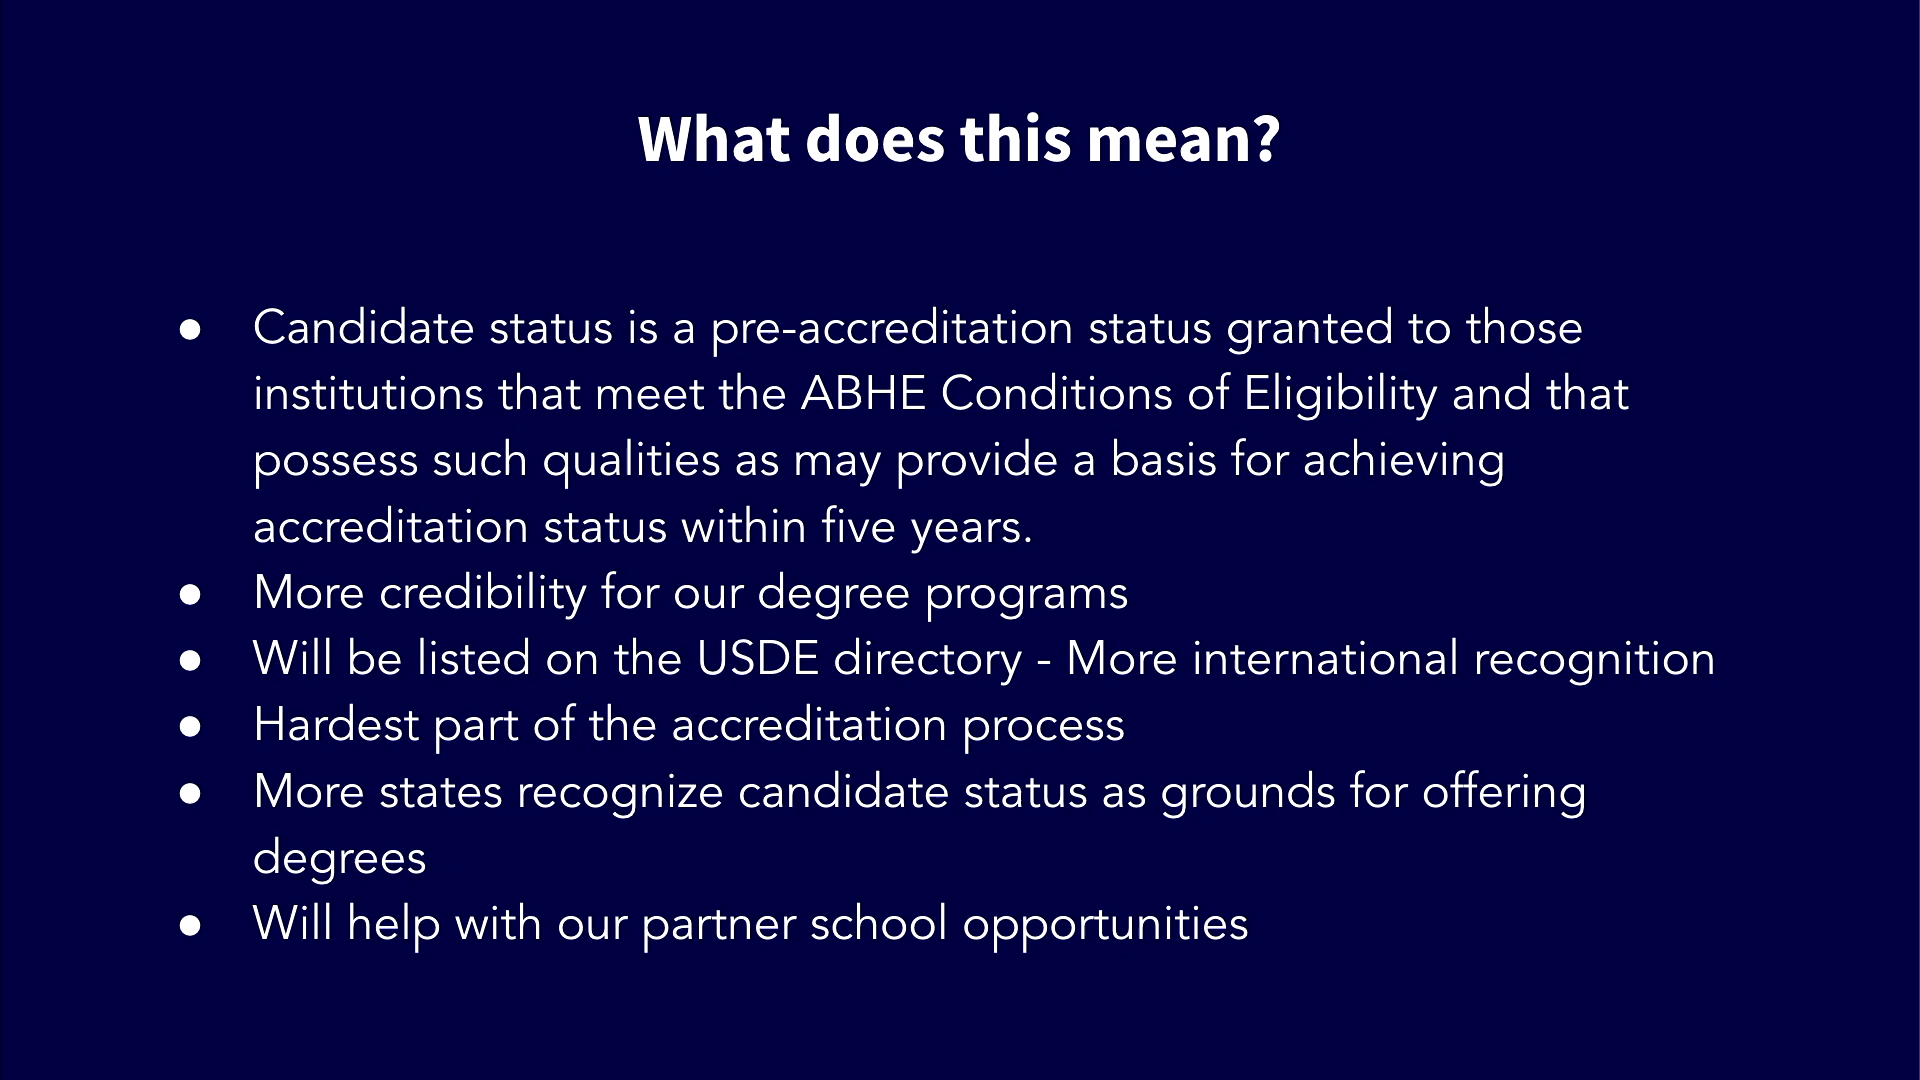 What does this mean?
● Candidate status is a pre-accreditation status granted to those
institutions that meet the ABHE Conditions of Eligibility and that
possess such qualities as may provide a basis for achieving
accreditation status within five years.
● More credibility for our degree programs
● Will be listed on the USDE directory - More international recognition
● Hardest part of the accreditation process
● More states recognize candidate status as grounds for offering
degrees
● Will help with our partner school opportunities